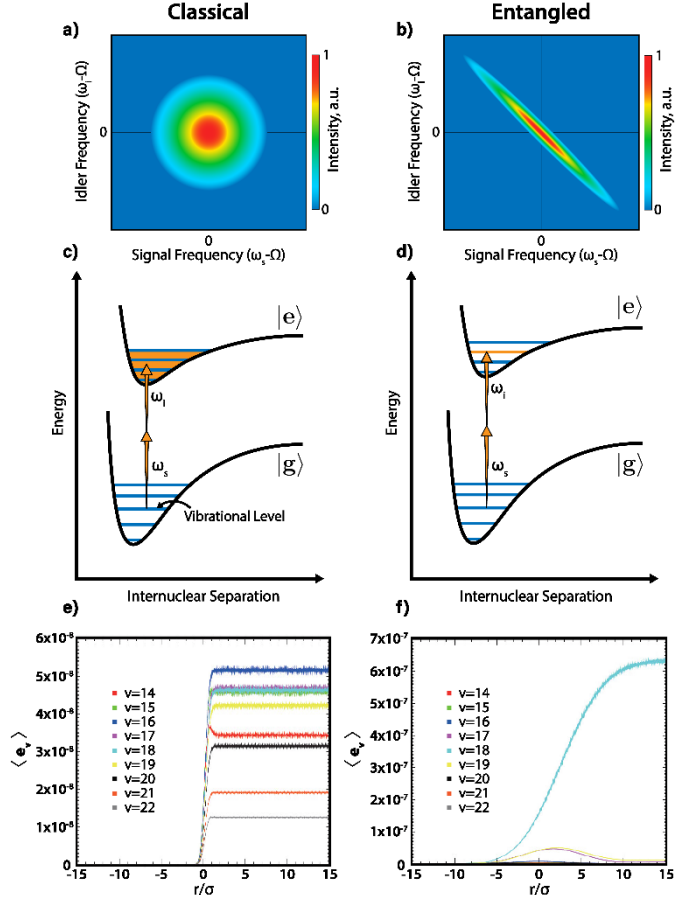 Classical
Entangled
a)
b)
Idler Frequency (ωᵢ-Ω)
0
0
Signal Frequency (ωₛ-Ω)
1
0
Intensity, a.u.
Idler Frequency (ωᵢ-Ω)
0
0
Signal Frequency (ωₛ-Ω)
1
0
Intensity, a.u.
c)
d)
Energy
|e⟩
ωᵢ
ωₛ
|g⟩
Vibrational Level
Internuclear Separation
Energy
|e⟩
ωᵢ
ωₛ
|g⟩
Internuclear Separation
e)
f)
6x10⁻⁸
5x10⁻⁸
4x10⁻⁸
3x10⁻⁸
2x10⁻⁸
1x10⁻⁸
0
⟨ eᵥ ⟩
v=14
v=15
v=16
v=17
v=18
v=19
v=20
v=21
v=22
-15 -10 -5 0 5 10 15
r/σ
7x10⁻⁷
6x10⁻⁷
5x10⁻⁷
4x10⁻⁷
3x10⁻⁷
2x10⁻⁷
1x10⁻⁷
0
⟨ eᵥ ⟩
v=14
v=15
v=16
v=17
v=18
v=19
v=20
v=21
v=22
-15 -10 -5 0 5 10 15
r/σ